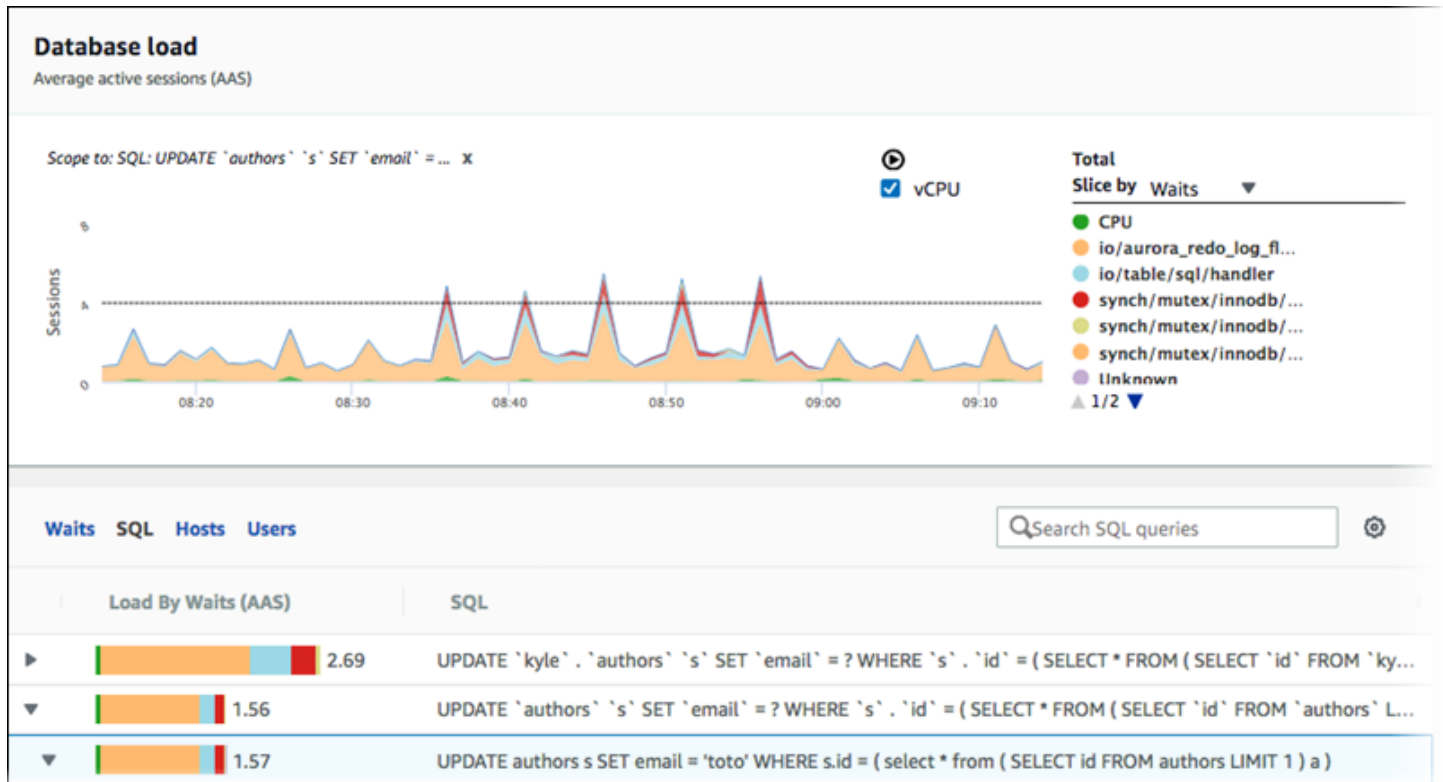 Database load
Average active sessions (AAS)
Scope to: SQL: UPDATE `authors` `s` SET `email` = ... x
vCPU
Total
Slice by Waits
CPU
io/aurora_redo_log_fl...
io/table/sql/handler
synch/mutex/innodb/...
synch/mutex/innodb/...
synch/mutex/innodb/...
Unknown
1/2
Sessions
8
4
0
08:20 08:30 08:40 08:50 09:00 09:10
Waits SQL Hosts Users
Search SQL queries
Load By Waits (AAS) SQL
2.69 UPDATE `kyle` . `authors` `s` SET `email` = ? WHERE `s` . `id` = ( SELECT * FROM ( SELECT `id` FROM `ky...
1.56 UPDATE `authors` `s` SET `email` = ? WHERE `s` . `id` = ( SELECT * FROM ( SELECT `id` FROM `authors` L...
1.57 UPDATE authors s SET email = 'toto' WHERE s.id = ( select * from ( SELECT id FROM authors LIMIT 1 ) a )